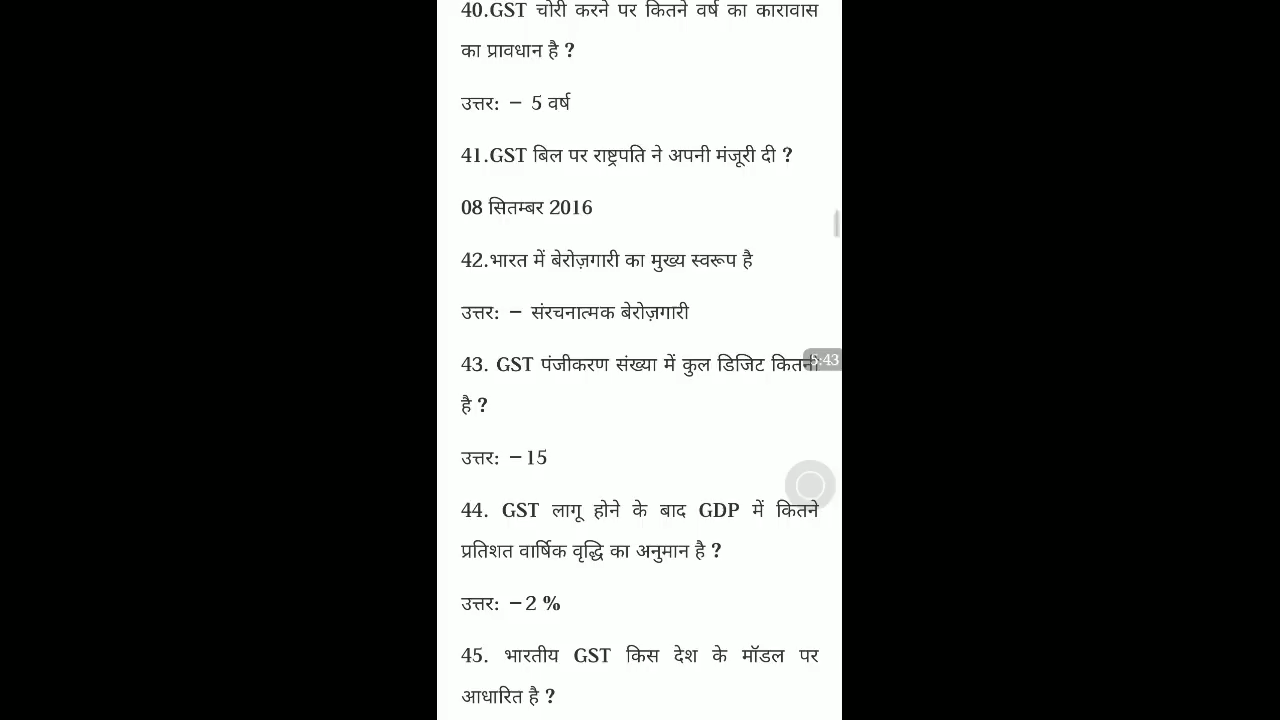 40.GST चोरी करने पर कितने वर्ष का कारावास
का प्रावधान है ?
उत्तर: – 5 वर्ष
41.GST बिल पर राष्ट्रपति ने अपनी मंजूरी दी ?
08 सितम्बर 2016
42.भारत में बेरोज़गारी का मुख्य स्वरूप है
उत्तर: – संरचनात्मक बेरोज़गारी
43. GST पंजीकरण संख्या में कुल डिजिट कितनी
5:43
है ?
उत्तर: –15
44. GST लागू होने के बाद GDP में कितने
प्रतिशत वार्षिक वृद्धि का अनुमान है ?
उत्तर: –2 %
45. भारतीय GST किस देश के मॉडल पर
आधारित है ?